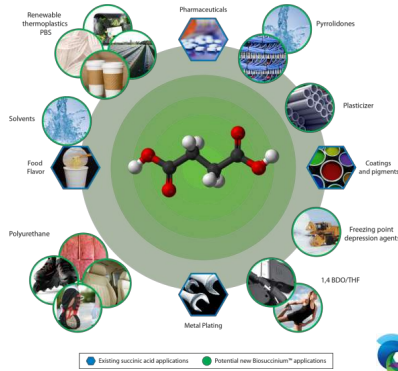 Pharmaceuticals
Renewable
thermoplastics
PBS
Pyrrolidones
Plasticizer
Solvents
Food
Flavor
Coatings
and pigments
Freezing point
depression agents
Polyurethane
1,4 BDO/THF
Metal Plating
Existing succinic acid applications
Potential new Biosuccinium™ applications